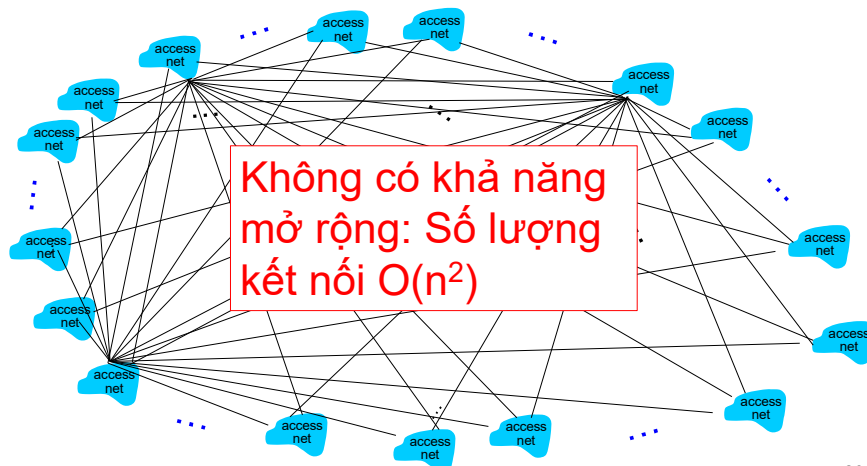 access
net
access
net
access
net
access
net
access
net
access
net
access
net
access
net
Không có khả năng
mở rộng: Số lượng
kết nối O(n²)
access
net
access
net
access
net
access
net
access
net
access
net
access
net
access
net
access
net